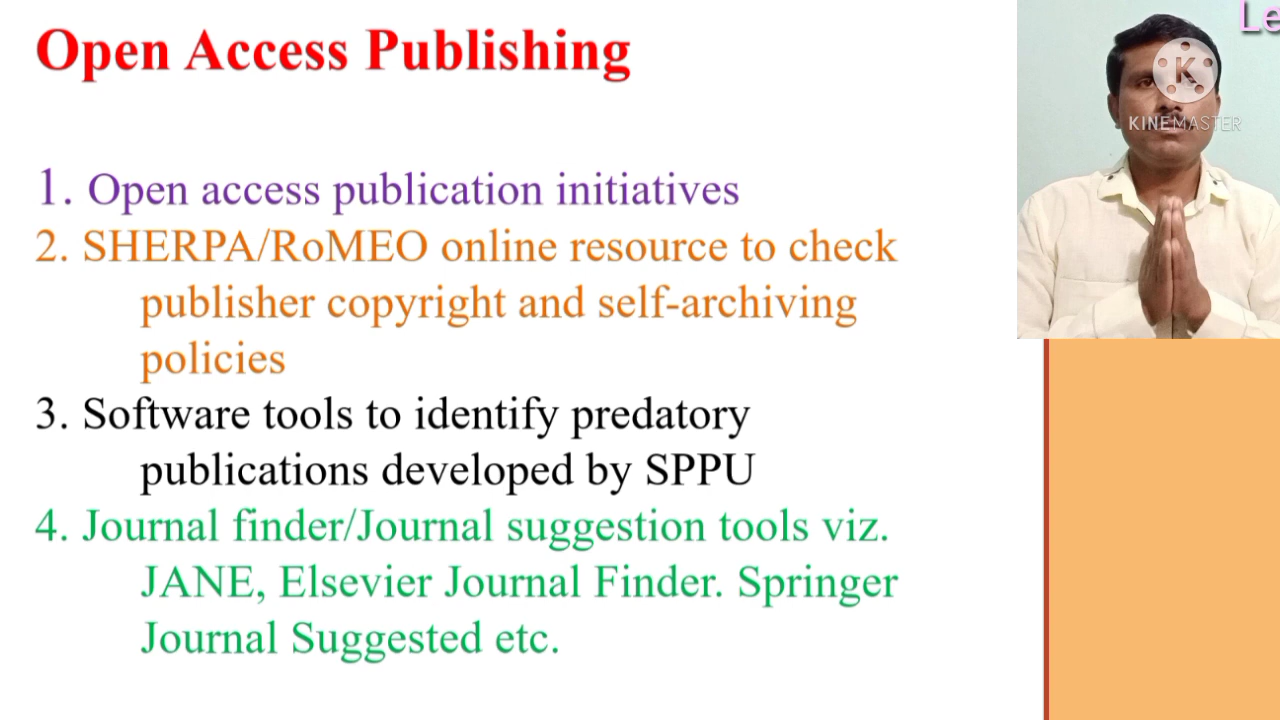 Open Access Publishing
1. Open access publication initiatives
2. SHERPA/RoMEO online resource to check
publisher copyright and self-archiving
policies
3. Software tools to identify predatory
publications developed by SPPU
4. Journal finder/Journal suggestion tools viz.
JANE, Elsevier Journal Finder. Springer
Journal Suggested etc.
Le
K
KINEMASTER